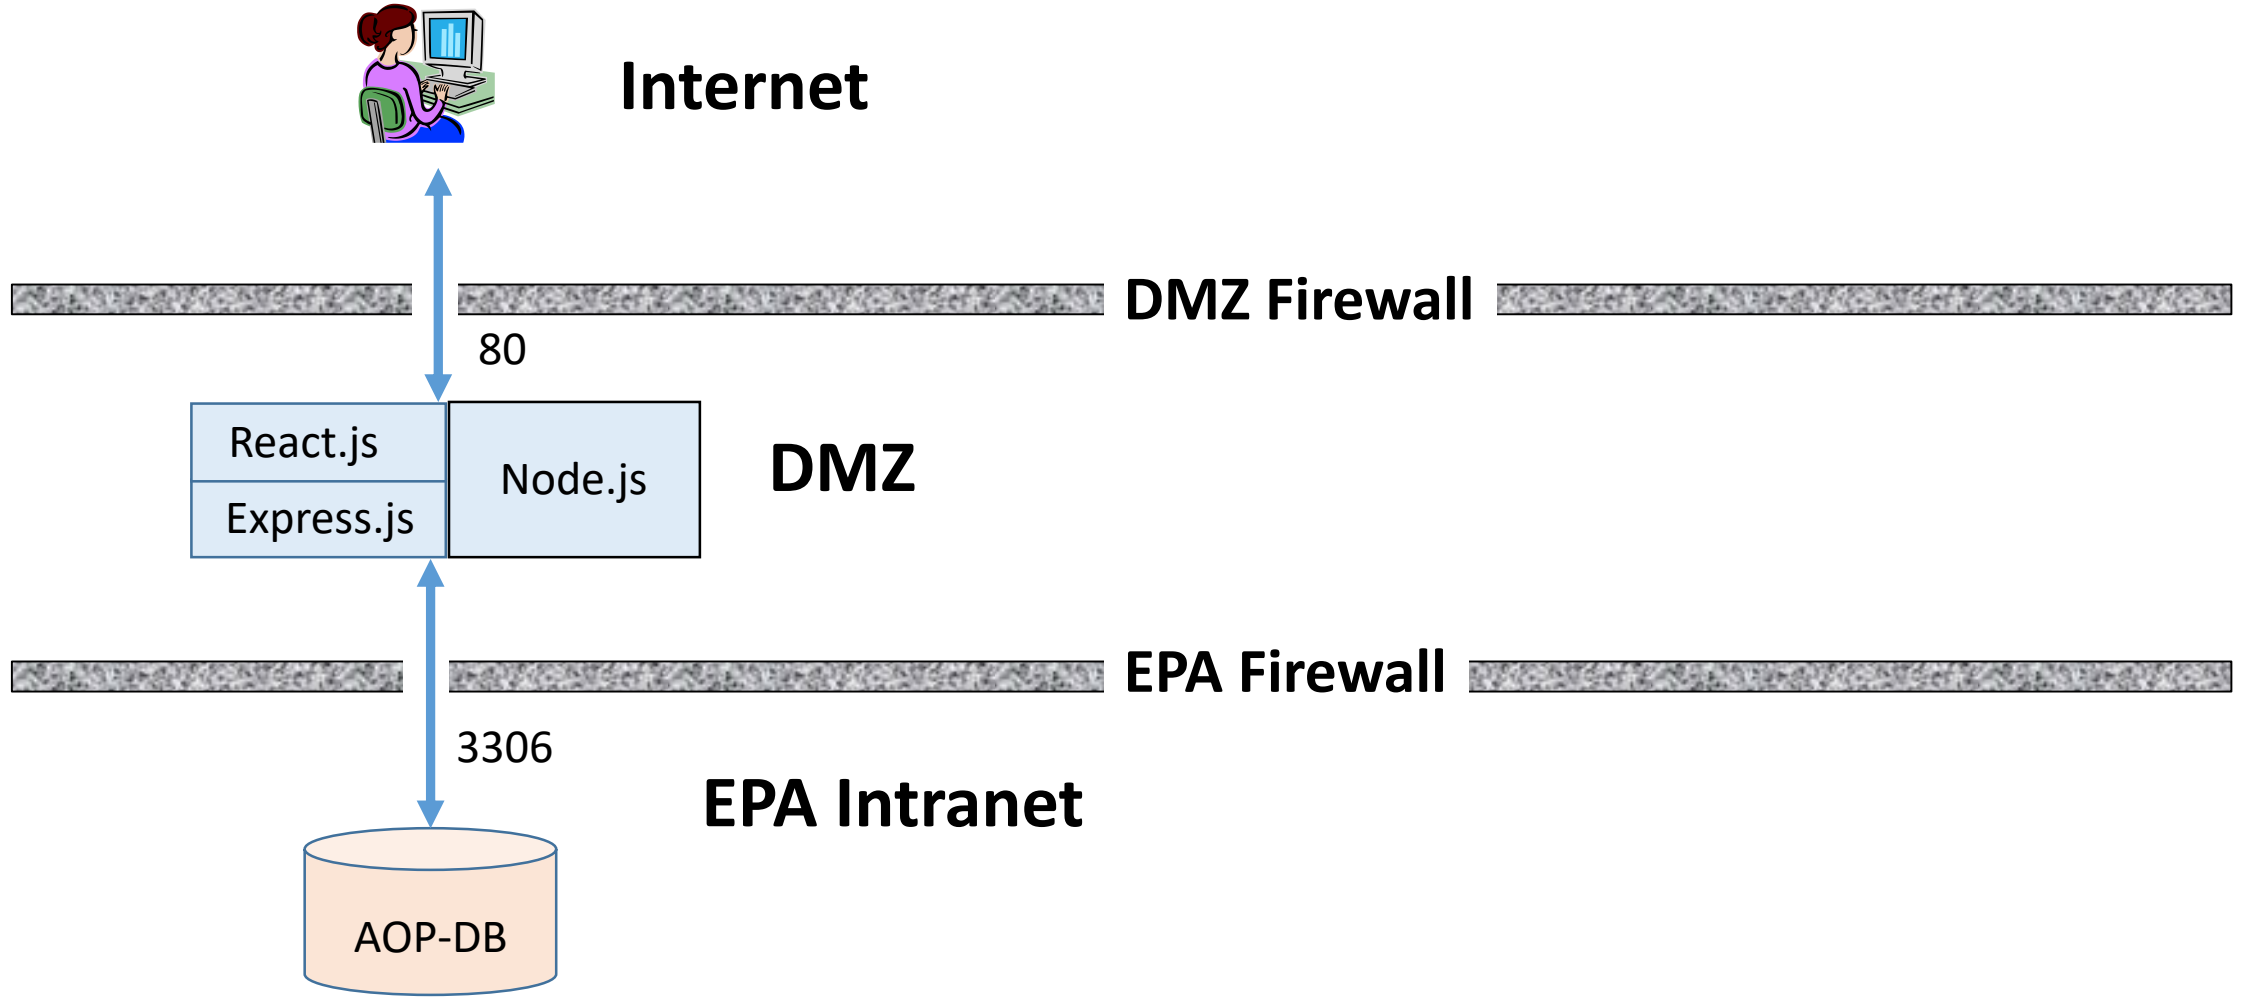 Internet
DMZ Firewall
80
React.js
Node.js
Express.js
DMZ
EPA Firewall
3306
EPA Intranet
AOP-DB